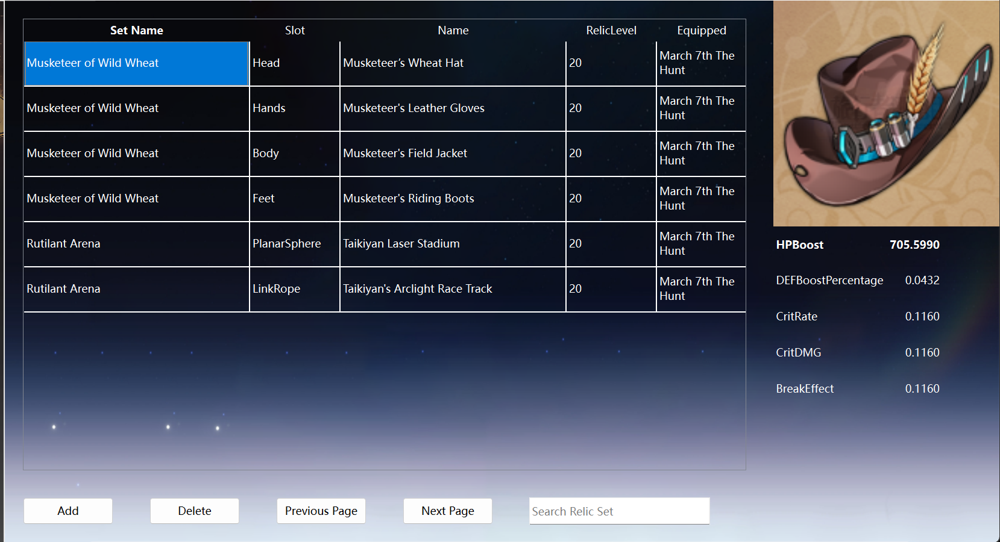 Set Name Slot Name RelicLevel Equipped
Musketeer of Wild Wheat Head Musketeer’s Wheat Hat 20 March 7th The
Hunt
Musketeer of Wild Wheat Hands Musketeer's Leather Gloves 20 March 7th The
Hunt
Musketeer of Wild Wheat Body Musketeer's Field Jacket 20 March 7th The
Hunt
Musketeer of Wild Wheat Feet Musketeer's Riding Boots 20 March 7th The
Hunt
Rutilant Arena PlanarSphere Taikiyan Laser Stadium 20 March 7th The
Hunt
Rutilant Arena LinkRope Taikiyan's Arclight Race Track 20 March 7th The
Hunt
HPBoost 705.5990
DEFBoostPercentage 0.0432
CritRate 0.1160
CritDMG 0.1160
BreakEffect 0.1160
Add Delete Previous Page Next Page Search Relic Set